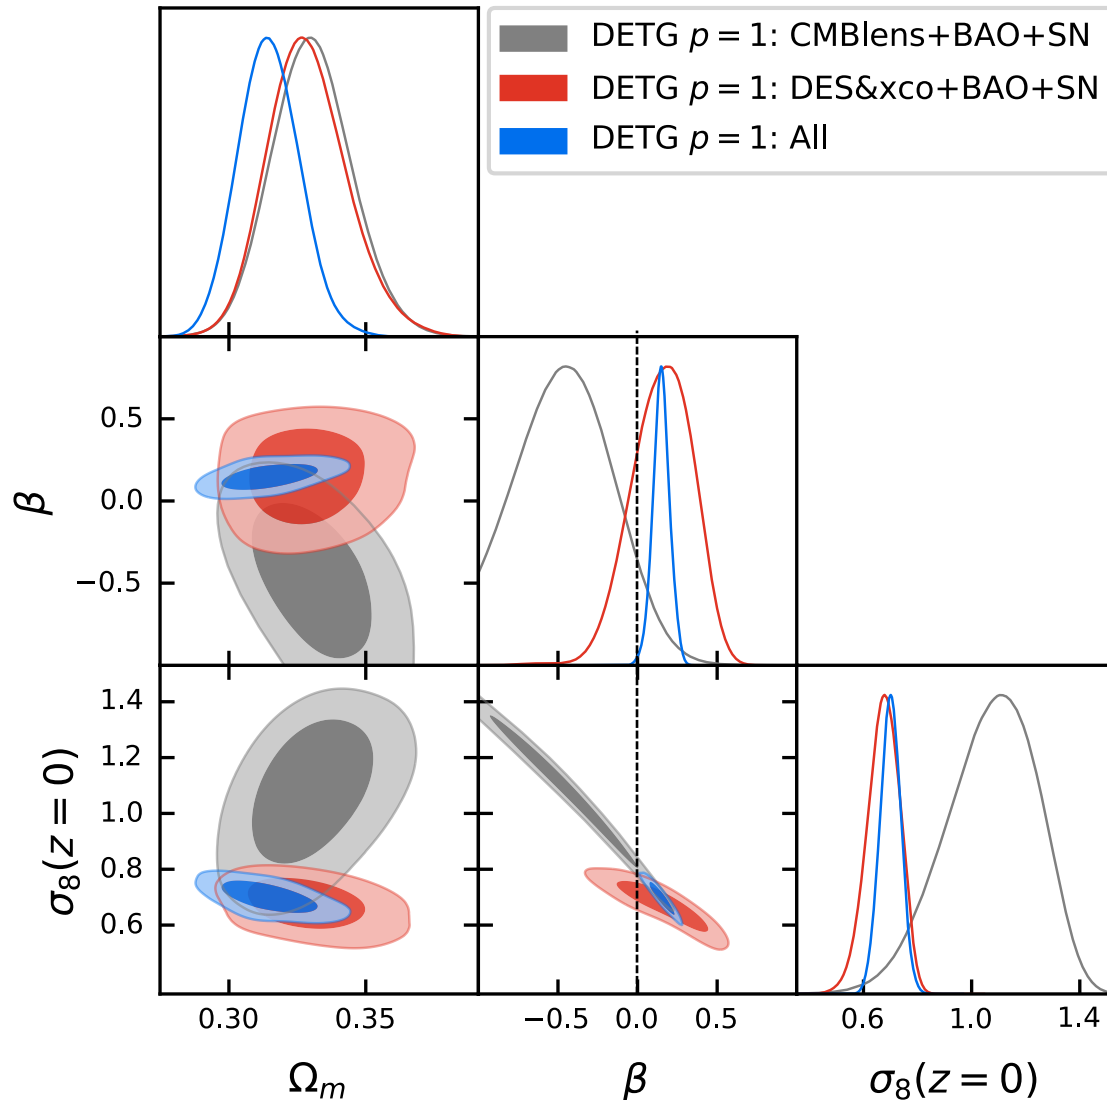 DETG p = 1: CMBlens+BAO+SN
DETG p = 1: DES&xco+BAO+SN
DETG p = 1: All
β
0.5
0.0
−0.5
σ₈(z = 0)
1.4
1.2
1.0
0.8
0.6
0.30 0.35
−0.5 0.0 0.5
0.6 1.0 1.4
Ωₘ
β
σ₈(z = 0)